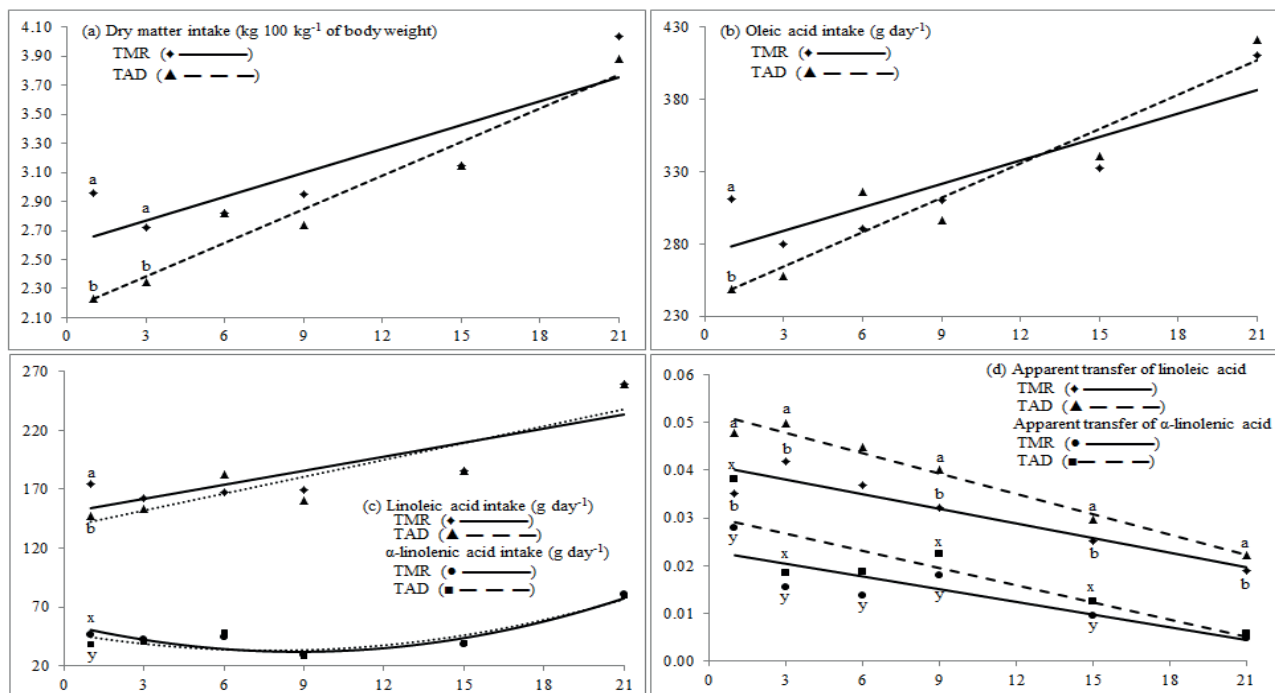 (a) Dry matter intake (kg 100 kg⁻¹ of body weight)
TMR (◆ ————)
TAD (▲ — — —)
4.10
3.90
3.70
3.50
3.30
3.10
2.90
2.70
2.50
2.30
2.10
a
a
b
b
0 3 6 9 12 15 18 21
(b) Oleic acid intake (g day⁻¹)
TMR (◆ ————)
TAD (▲ — — —)
430
380
330
280
230
a
b
0 3 6 9 12 15 18 21
270
220
170
120
70
20
a
b
(c) Linoleic acid intake (g day⁻¹)
TMR (◆ ————)
TAD (▲ — — —)
α-linolenic acid intake (g day⁻¹)
TMR (● ————)
TAD (■ — — —)
x
y
0 3 6 9 12 15 18 21
(d) Apparent transfer of linoleic acid
TMR (◆ ————)
TAD (▲ — — —)
Apparent transfer of α-linolenic acid
TMR (● ————)
TAD (■ — — —)
0.06
0.05
0.04
0.03
0.02
0.01
0.00
a a a a a
b b b b b
x x x x
y y y y y
0 3 6 9 12 15 18 21